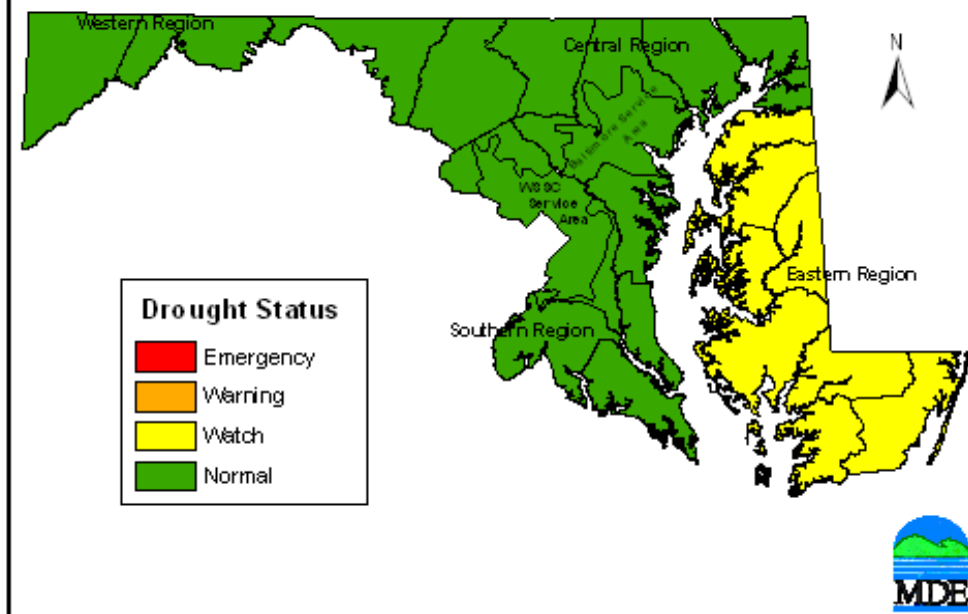 Western Region
Central Region
N
Baltimore Service
Area
WSSC
Service
Area
Eastern Region
Southern Region
Drought Status
Emergency
Warning
Watch
Normal
MDE